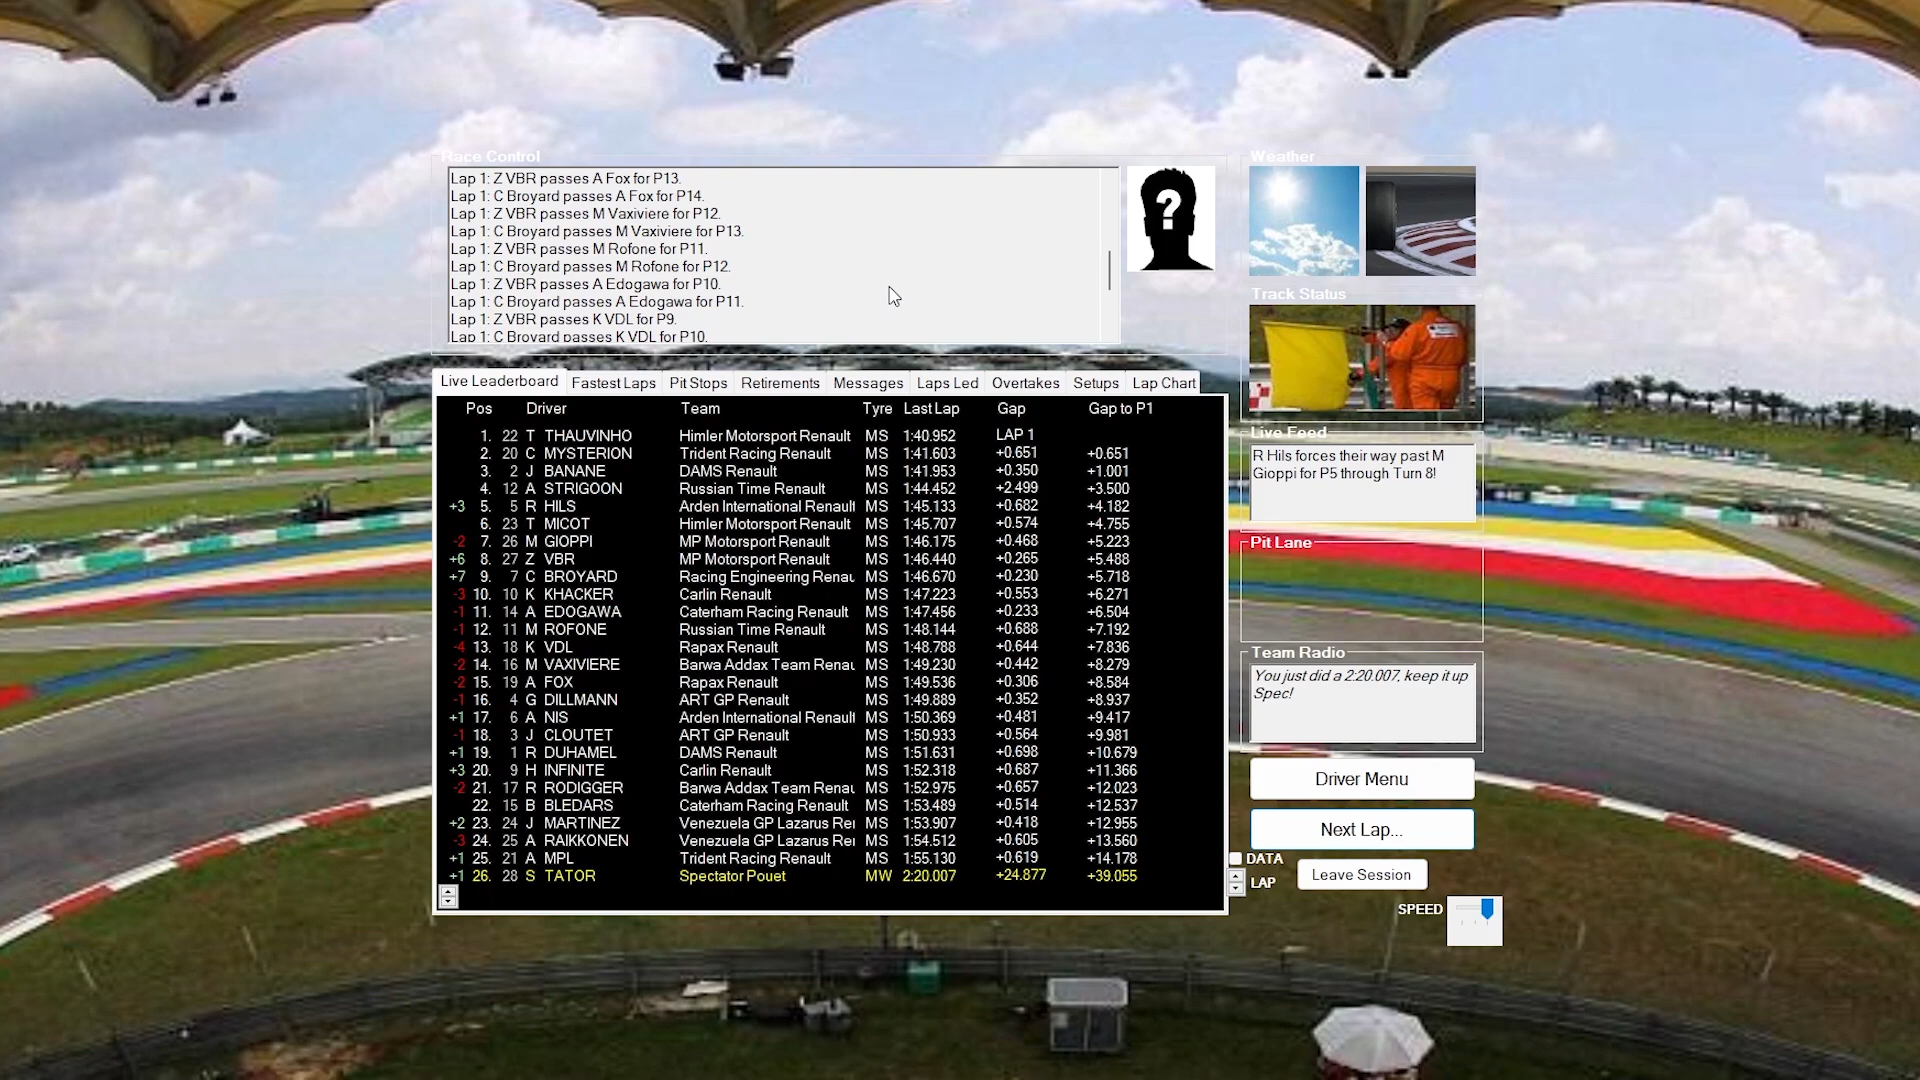 Race Control
Lap 1: Z VBR passes A Fox for P13.
Lap 1: C Broyard passes A Fox for P14.
Lap 1: Z VBR passes M Vaxiviere for P12.
Lap 1: C Broyard passes M Vaxiviere for P13.
Lap 1: Z VBR passes M Rofone for P11.
Lap 1: C Broyard passes M Rofone for P12.
Lap 1: Z VBR passes A Edogawa for P10.
Lap 1: C Broyard passes A Edogawa for P11.
Lap 1: Z VBR passes K VDL for P9.
Lap 1: C Broyard passes K VDL for P10.
Weather
Track Status
Live Feed
R Hils forces their way past M
Gioppi for P5 through Turn 8!
Pit Lane
Team Radio
You just did a 2:20.007, keep it up
Spec!
Driver Menu
Next Lap...
DATA
LAP
Leave Session
SPEED
Live Leaderboard Fastest Laps Pit Stops Retirements Messages Laps Led Overtakes Setups Lap Chart
Pos Driver Team Tyre Last Lap Gap Gap to P1
1. 22 T THAUVINHO Himler Motorsport Renault MS 1:40.952 LAP 1
2. 20 C MYSTERION Trident Racing Renault MS 1:41.603 +0.651 +0.651
3. 2 J BANANE DAMS Renault MS 1:41.953 +0.350 +1.001
4. 12 A STRIGOON Russian Time Renault MS 1:44.452 +2.499 +3.500
+3 5. 5 R HILS Arden International Renault MS 1:45.133 +0.682 +4.182
6. 23 T MICOT Himler Motorsport Renault MS 1:45.707 +0.574 +4.755
-2 7. 26 M GIOPPI MP Motorsport Renault MS 1:46.175 +0.468 +5.223
+6 8. 27 Z VBR MP Motorsport Renault MS 1:46.440 +0.265 +5.488
+7 9. 7 C BROYARD Racing Engineering Renau MS 1:46.670 +0.230 +5.718
-3 10. 10 K KHACKER Carlin Renault MS 1:47.223 +0.553 +6.271
-1 11. 14 A EDOGAWA Caterham Racing Renault MS 1:47.456 +0.233 +6.504
-1 12. 11 M ROFONE Russian Time Renault MS 1:48.144 +0.688 +7.192
-4 13. 18 K VDL Rapax Renault MS 1:48.788 +0.644 +7.836
-2 14. 16 M VAXIVIERE Barwa Addax Team Renau MS 1:49.230 +0.442 +8.279
-2 15. 19 A FOX Rapax Renault MS 1:49.536 +0.306 +8.584
-1 16. 4 G DILLMANN ART GP Renault MS 1:49.889 +0.352 +8.937
+1 17. 6 A NIS Arden International Renault MS 1:50.369 +0.481 +9.417
-1 18. 3 J CLOUTET ART GP Renault MS 1:50.933 +0.564 +9.981
+1 19. 1 R DUHAMEL DAMS Renault MS 1:51.631 +0.698 +10.679
+3 20. 9 H INFINITE Carlin Renault MS 1:52.318 +0.687 +11.366
-2 21. 17 R RODIGGER Barwa Addax Team Renau MS 1:52.975 +0.657 +12.023
22. 15 B BLEDARS Caterham Racing Renault MS 1:53.489 +0.514 +12.537
+2 23. 24 J MARTINEZ Venezuela GP Lazarus Rei MS 1:53.907 +0.418 +12.955
-3 24. 25 A RAIKKONEN Venezuela GP Lazarus Rei MS 1:54.512 +0.605 +13.560
+1 25. 21 A MPL Trident Racing Renault MS 1:55.130 +0.619 +14.178
+1 26. 28 S TATOR Spectator Pouet MW 2:20.007 +24.877 +39.055